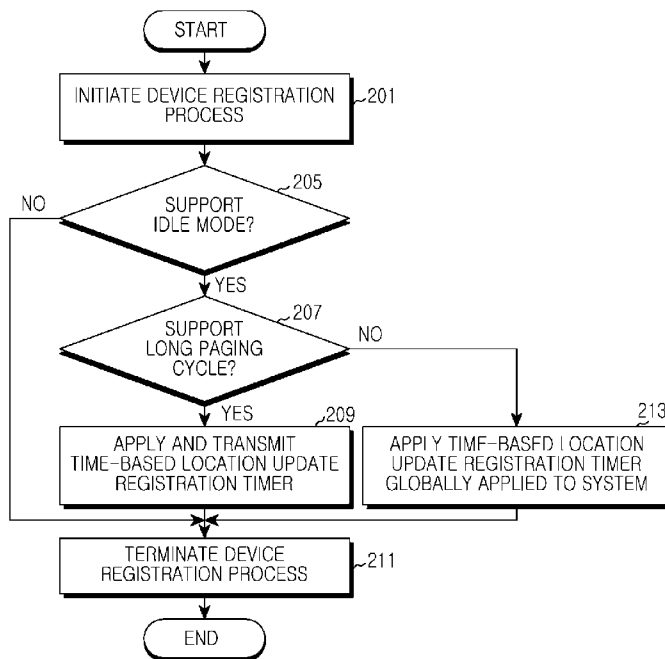 START
INITIATE DEVICE REGISTRATION
PROCESS
201
205
NO
SUPPORT
IDLE MODE?
YES
207
SUPPORT
LONG PAGING
CYCLE?
NO
YES
209
213
APPLY AND TRANSMIT
TIME-BASED LOCATION UPDATE
REGISTRATION TIMER
APPLY TIME-BASED LOCATION
UPDATE REGISTRATION TIMER
GLOBALLY APPLIED TO SYSTEM
TERMINATE DEVICE
REGISTRATION PROCESS
211
END